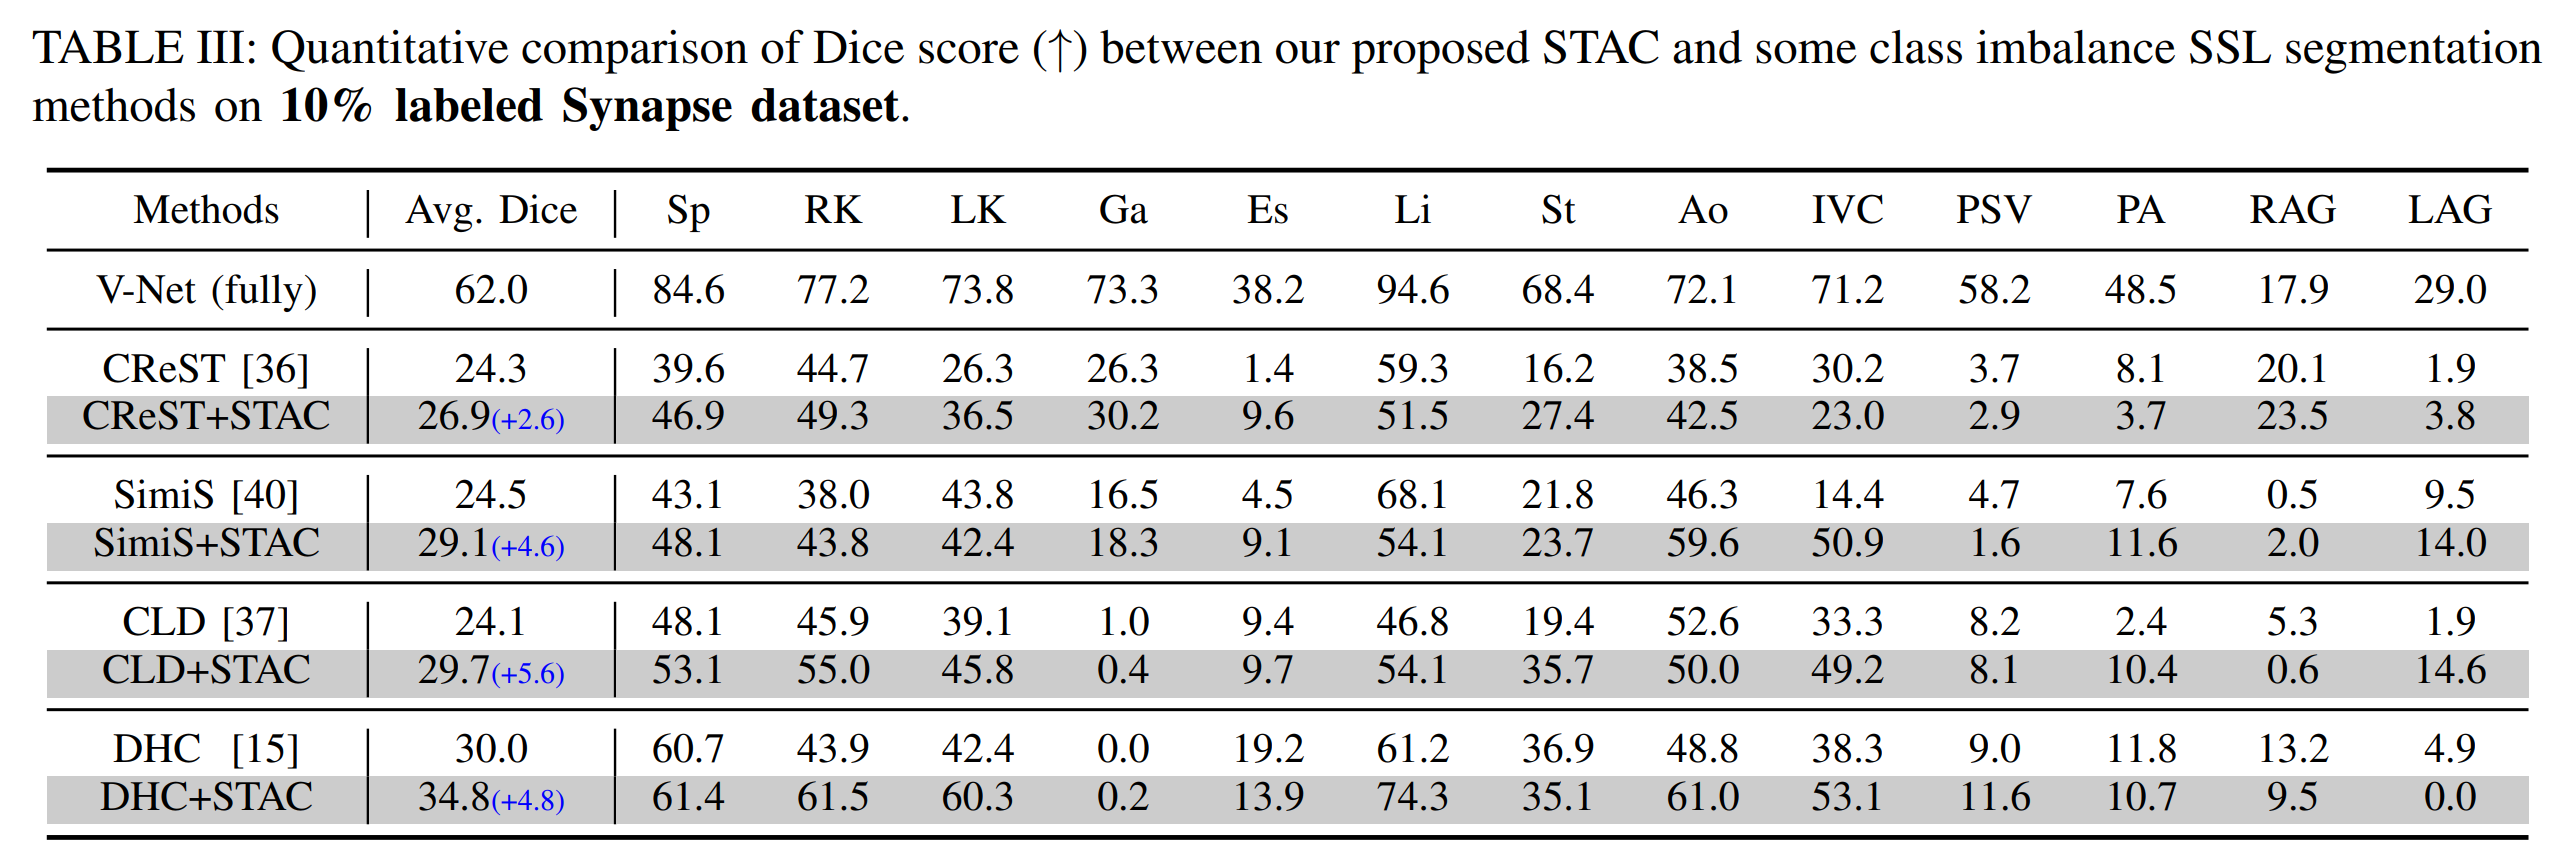 TABLE III: Quantitative comparison of Dice score (↑) between our proposed STAC and some class imbalance SSL segmentation
methods on 10% labeled Synapse dataset.
Methods Avg. Dice Sp RK LK Ga Es Li St Ao IVC PSV PA RAG LAG
V-Net (fully) 62.0 84.6 77.2 73.8 73.3 38.2 94.6 68.4 72.1 71.2 58.2 48.5 17.9 29.0
CReST [36] 24.3 39.6 44.7 26.3 26.3 1.4 59.3 16.2 38.5 30.2 3.7 8.1 20.1 1.9
CReST+STAC 26.9(+2.6) 46.9 49.3 36.5 30.2 9.6 51.5 27.4 42.5 23.0 2.9 3.7 23.5 3.8
SimiS [40] 24.5 43.1 38.0 43.8 16.5 4.5 68.1 21.8 46.3 14.4 4.7 7.6 0.5 9.5
SimiS+STAC 29.1(+4.6) 48.1 43.8 42.4 18.3 9.1 54.1 23.7 59.6 50.9 1.6 11.6 2.0 14.0
CLD [37] 24.1 48.1 45.9 39.1 1.0 9.4 46.8 19.4 52.6 33.3 8.2 2.4 5.3 1.9
CLD+STAC 29.7(+5.6) 53.1 55.0 45.8 0.4 9.7 54.1 35.7 50.0 49.2 8.1 10.4 0.6 14.6
DHC [15] 30.0 60.7 43.9 42.4 0.0 19.2 61.2 36.9 48.8 38.3 9.0 11.8 13.2 4.9
DHC+STAC 34.8(+4.8) 61.4 61.5 60.3 0.2 13.9 74.3 35.1 61.0 53.1 11.6 10.7 9.5 0.0